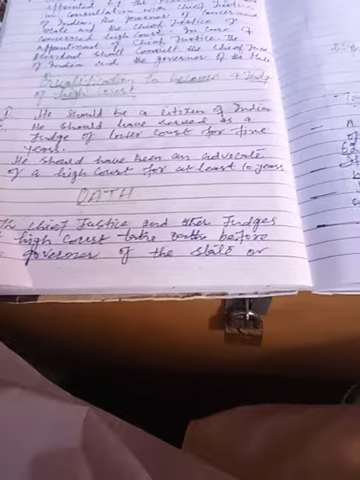 appointed by the
in consultation with Chief Justice
of India, the governor of concerned
state and the Chief Justice of
concerned high court. In case of
appointment of Chief Justice the
President shall consult the Chief Jus
of India and the governor of the state
Qualification to become a Judge
of high court
He should be a citizen of Indian
He should have served as a
Judge of lower court for five
years.
He should have been an advocate
of a high court for at least 10 years
OATH
The Chief Justice and other Judges
high court take oath before
governor of the state or